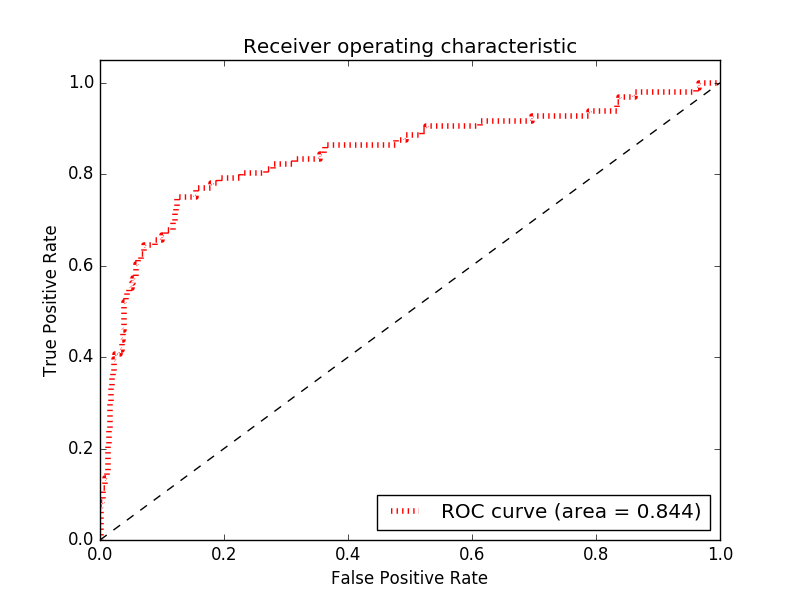 Receiver operating characteristic
1.0
0.8
0.6
0.4
0.2
0.0
True Positive Rate
ROC curve (area = 0.844)
0.0 0.2 0.4 0.6 0.8 1.0
False Positive Rate